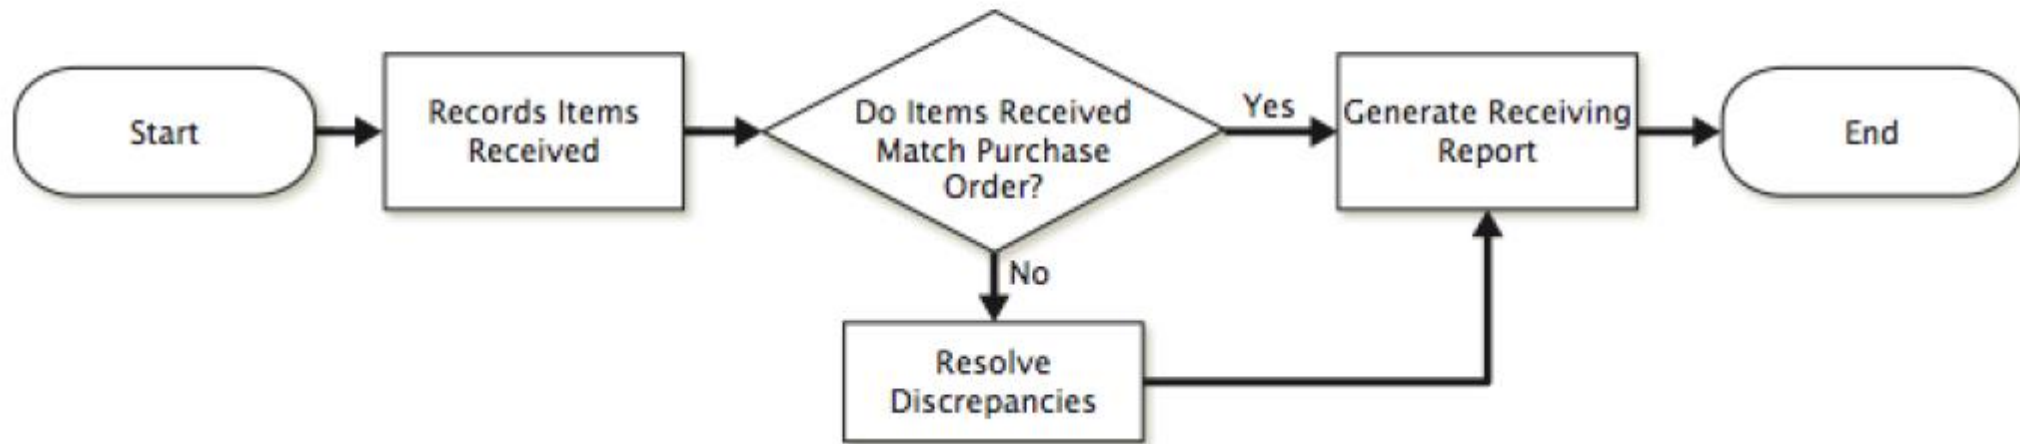 Start
Records Items
Received
Do Items Received
Match Purchase
Order?
Yes
Generate Receiving
Report
End
No
Resolve
Discrepancies